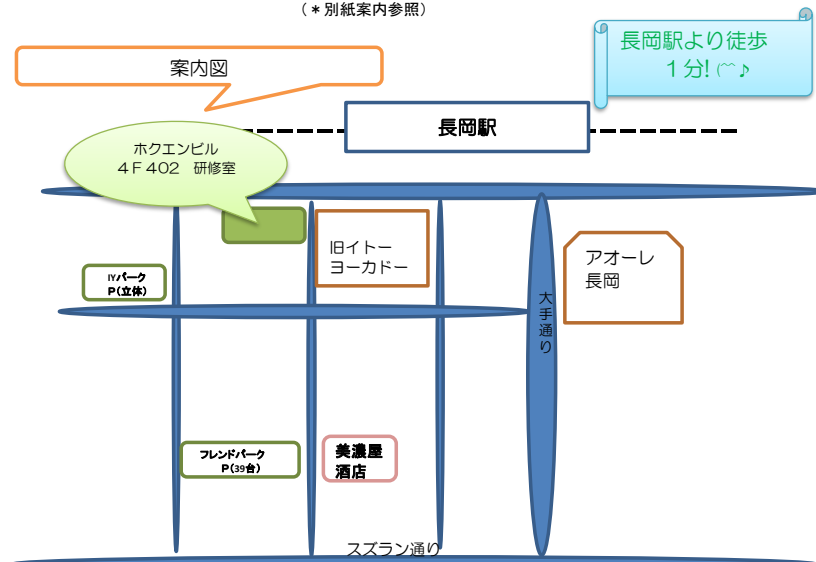 （＊別紙案内参照）
案内図
長岡駅より徒歩
１分! (^^♪
長岡駅
ホクエンビル
４Ｆ402　研修室
旧イトー
ヨーカドー
アオーレ
長岡
IYパーク
P(立体)
大手通り
フレンドパーク
P(39台)
美濃屋
酒店
スズラン通り